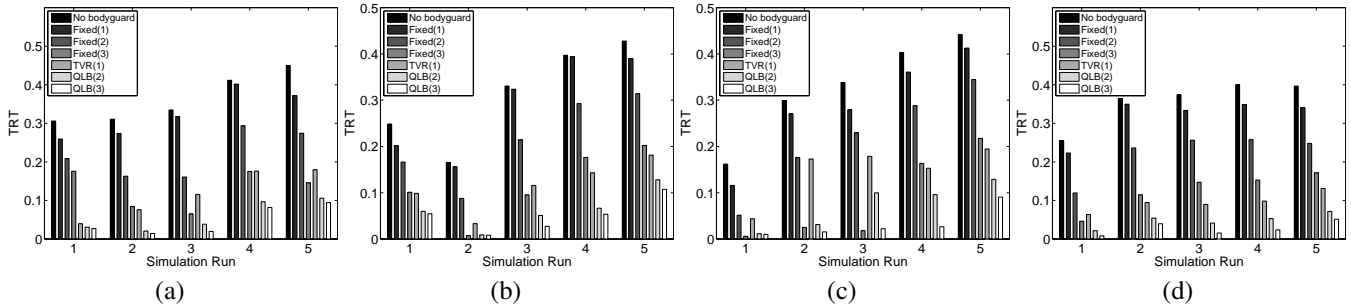 No bodyguard
Fixed(1)
Fixed(2)
Fixed(3)
TVR(1)
QLB(2)
QLB(3)
0.5
0.4
0.3
0.2
0.1
0
TRT
1 2 3 4 5
Simulation Run
(a)
No bodyguard
Fixed(1)
Fixed(2)
Fixed(3)
TVR(1)
QLB(2)
QLB(3)
0.5
0.4
0.3
0.2
0.1
0
TRT
1 2 3 4 5
Simulation Run
(b)
No bodyguard
Fixed(1)
Fixed(2)
Fixed(3)
TVR(1)
QLB(2)
QLB(3)
0.5
0.4
0.3
0.2
0.1
0
TRT
1 2 3 4 5
Simulation Run
(c)
No bodyguard
Fixed(1)
Fixed(2)
Fixed(3)
TVR(1)
QLB(2)
QLB(3)
0.5
0.4
0.3
0.2
0.1
0
TRT
1 2 3 4 5
Simulation Run
(d)